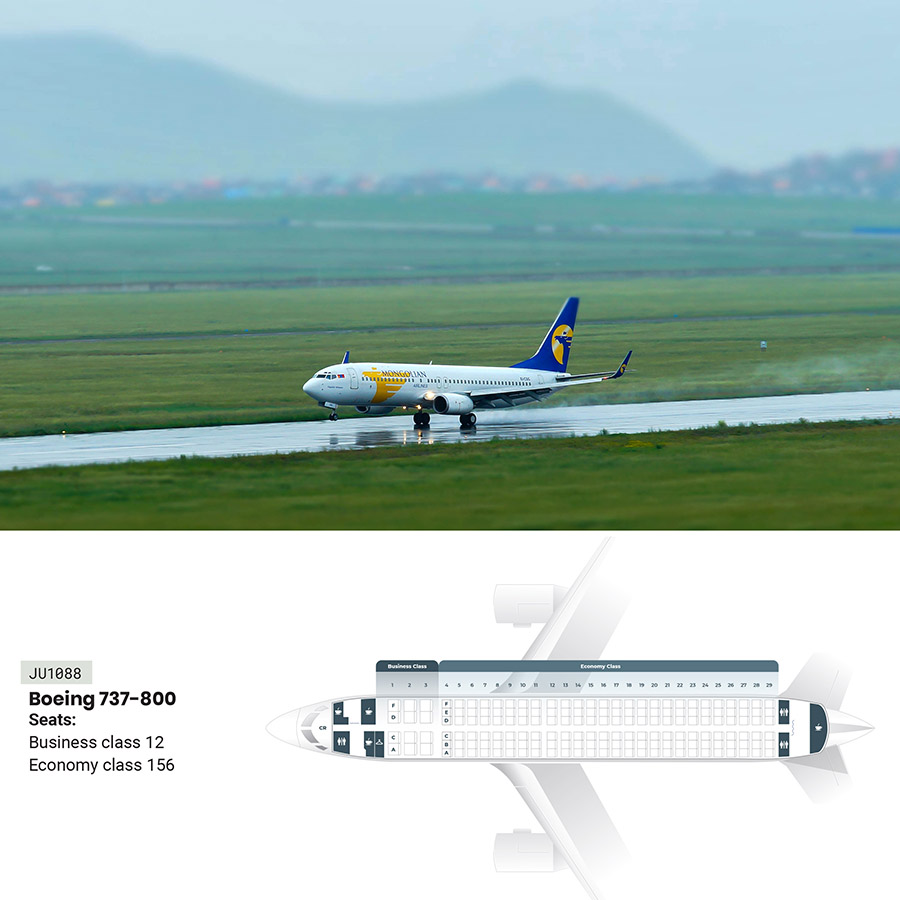 MONGOLIAN
AIRLINES
JU1088
Boeing 737-800
Seats:
Business class 12
Economy class 156
Business Class
Economy Class
1 2 3 4 5 6 7 8 9 10 11 12 13 14 15 16 17 18 19 20 21 22 23 24 25 26 27 28 29
CR
F
D
C
A
F
E
D
C
B
A